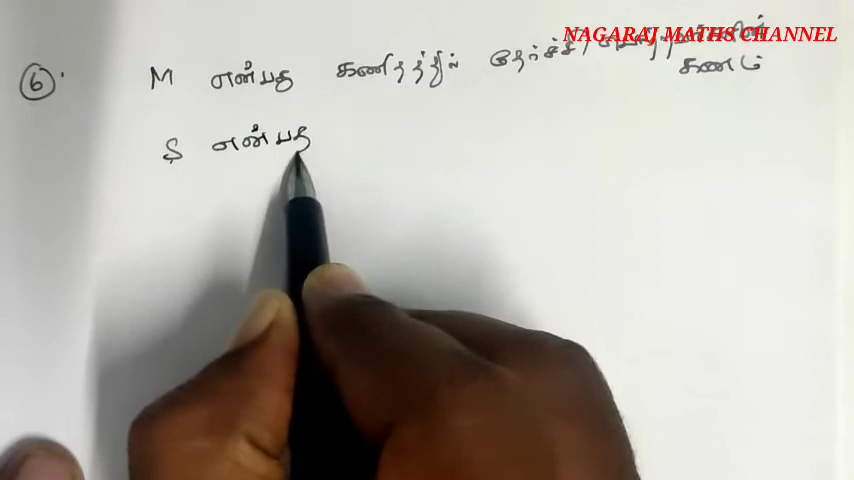 NAGARAJ MATHS CHANNEL
6. M என்பது கணிதத்தில் தேர்ச்சி
கணம்
S என்பது